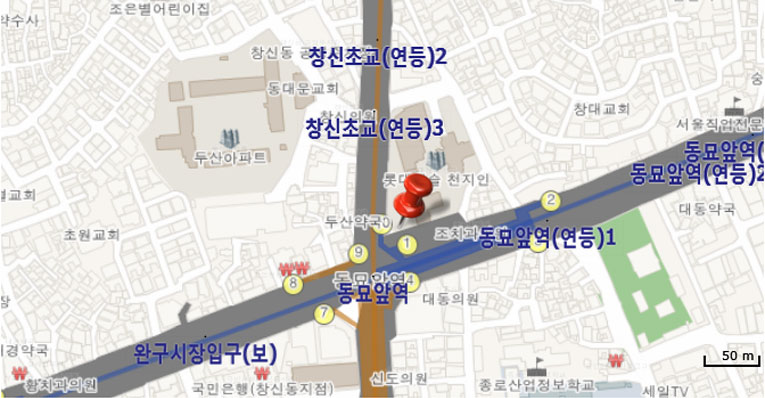 약수사
조은별어린이집
창신동
창신초교(연등)2
동대문교회
창신의원
창신초교(연등)3
창대교회
서울직업전문
두산아파트
동묘앞역(
롯데캐슬 천지인
동묘앞역(연등)2
교회
대동약국
초원교회
두산약국
2
조치과
동묘앞역(연등)1
1
9
8
동묘앞역
4
동묘앞역
대동의원
7
완구시장입구(보)
경약국
50 m
황치과의원
국민은행(창신동지점)
신도의원
종로산업정보학교
세일TV